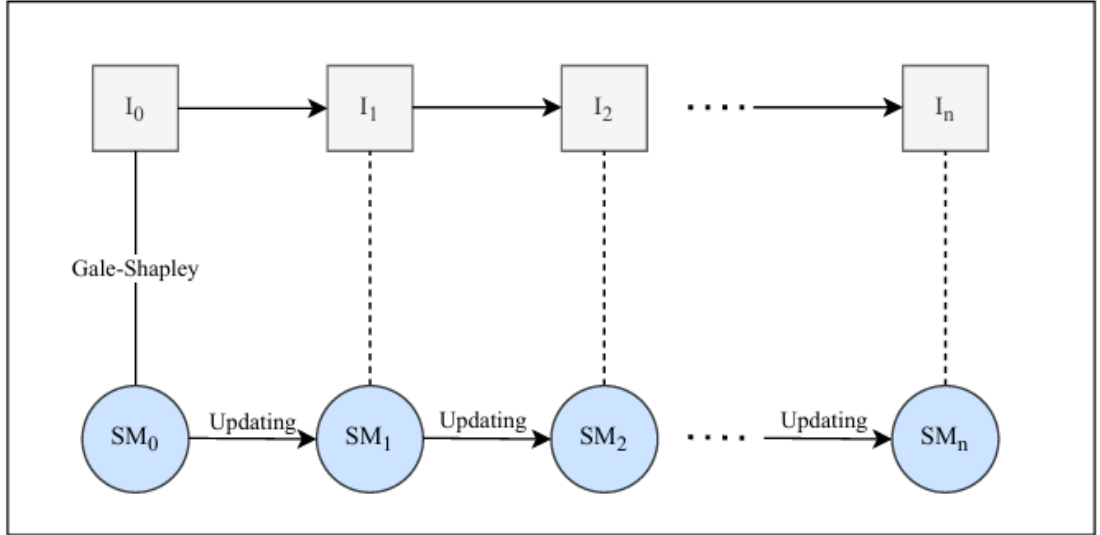 I₀ I₁ I₂ .... Iₙ
Gale-Shapley
Updating Updating Updating
SM₀ SM₁ SM₂ .... SMₙ